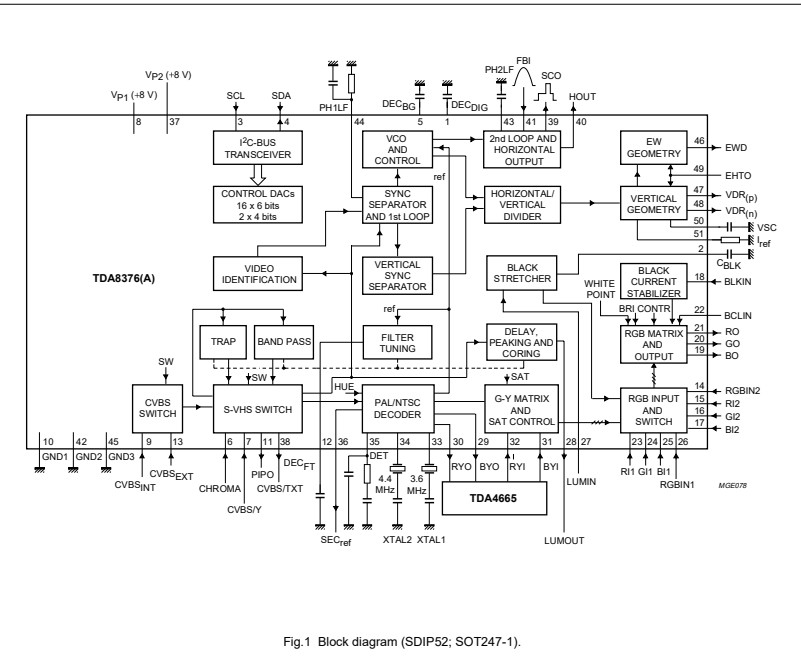 VP2 (+8 V)
VP1 (+8 V)
SCL
SDA
PH1LF
DECBG
DECDIG
PH2LF
FBI
SCO
HOUT
8
37
3
4
44
5
1
43
41
39
40
I2C-BUS
TRANSCEIVER
CONTROL DACs
16 x 6 bits
2 x 4 bits
VCO
AND
CONTROL
ref
SYNC
SEPARATOR
AND 1st LOOP
VERTICAL
SYNC
SEPARATOR
2nd LOOP AND
HORIZONTAL
OUTPUT
HORIZONTAL/
VERTICAL
DIVIDER
EW
GEOMETRY
VERTICAL
GEOMETRY
46
EWD
49
EHTO
47
VDR(p)
48
VDR(n)
50
VSC
51
Iref
2
CBLK
TDA8376(A)
VIDEO
IDENTIFICATION
BLACK
STRETCHER
WHITE
POINT
BLACK
CURRENT
STABILIZER
18
BLKIN
BRI CONTR
22
BCLIN
RGB MATRIX
AND
OUTPUT
21
RO
20
GO
19
BO
ref
TRAP
BAND PASS
FILTER
TUNING
DELAY,
PEAKING AND
CORING
SW
CVBS
SWITCH
SW
S-VHS SWITCH
HUE
PAL/NTSC
DECODER
SAT
G-Y MATRIX
AND
SAT CONTROL
RGB INPUT
AND
SWITCH
14
RGBIN2
15
RI2
16
GI2
17
BI2
10
42
45
9
13
6
7
11
38
12
36
35
34
33
30
29
32
31
28
27
23
24
25
26
GND1
GND2
GND3
CVBSINT
CVBSEXT
CHROMA
CVBS/Y
PIPO
CVBS/TXT
DECFT
SECref
DET
4.4
MHz
3.6
MHz
XTAL2
XTAL1
RYO
BYO
RYI
BYI
TDA4665
LUMIN
LUMOUT
RI1
GI1
BI1
RGBIN1
MGE078
Fig.1 Block diagram (SDIP52; SOT247-1).